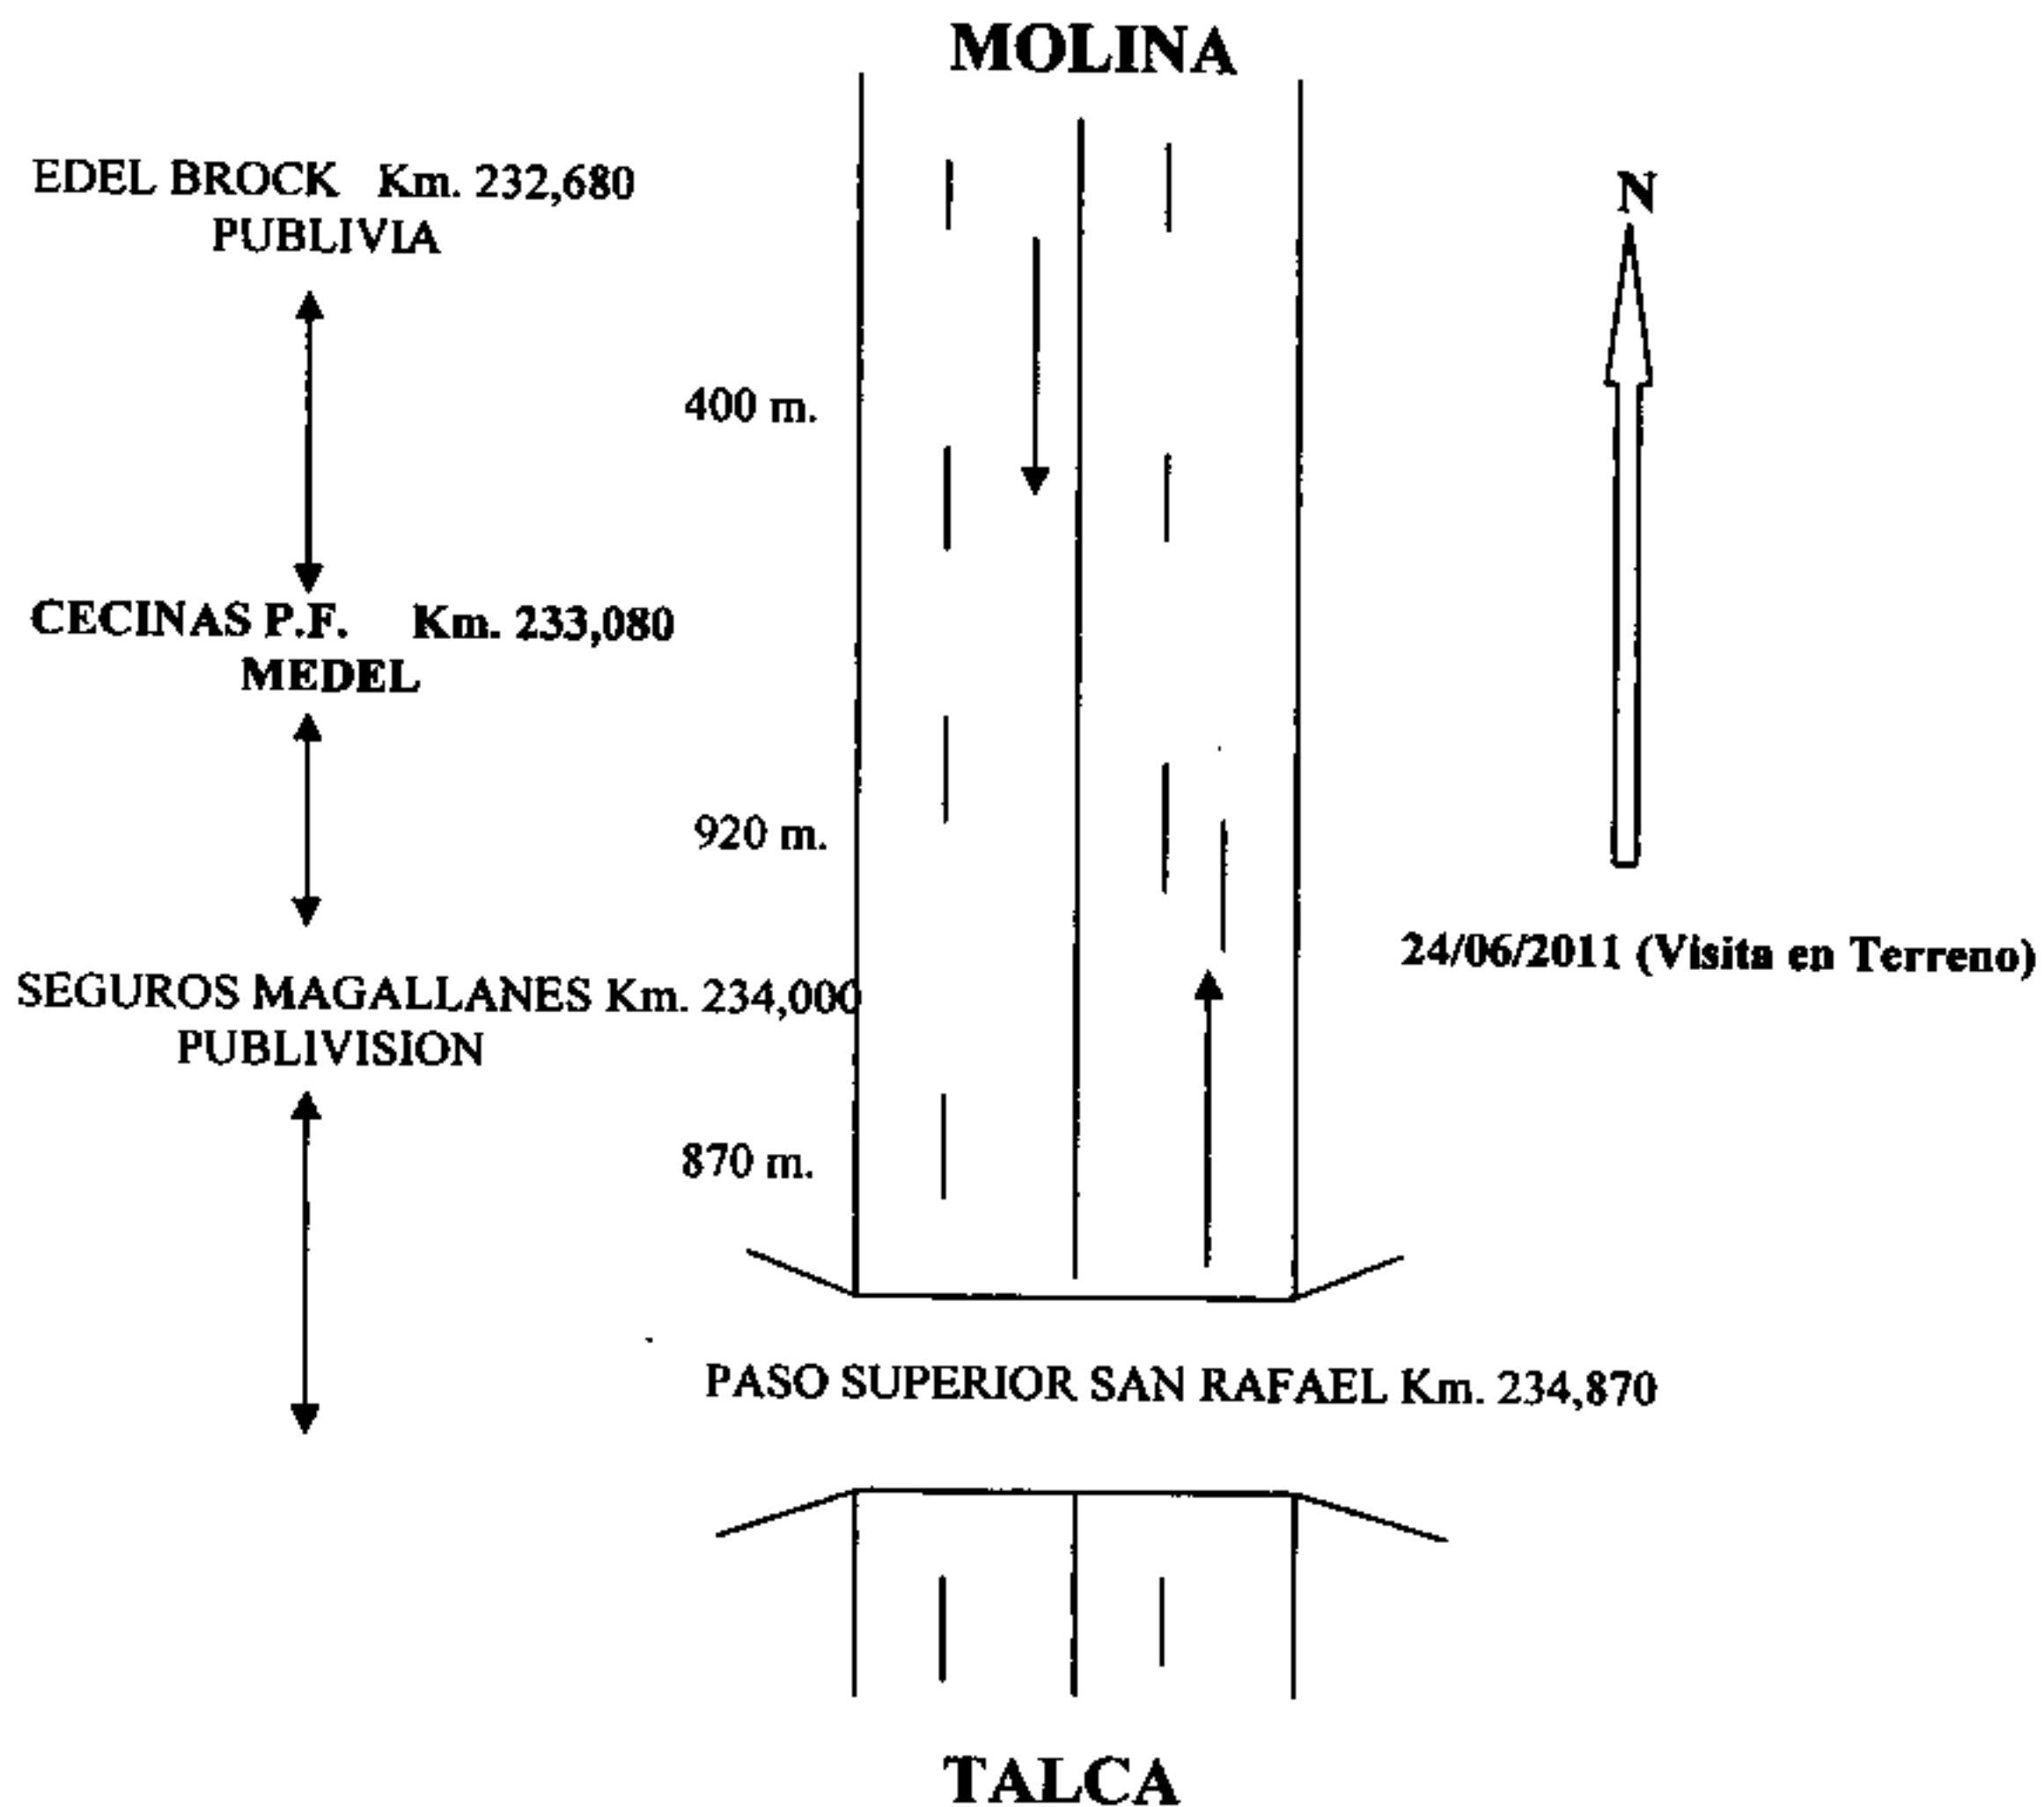 MOLINA
EDEL BROCK Km. 232,680
PUBLIVIA
N
400 m.
CECINAS P.F. Km. 233,080
MEDEL
920 m.
24/06/2011 (Visita en Terreno)
SEGUROS MAGALLANES Km. 234,000
PUBLIVISION
870 m.
PASO SUPERIOR SAN RAFAEL Km. 234,870
TALCA